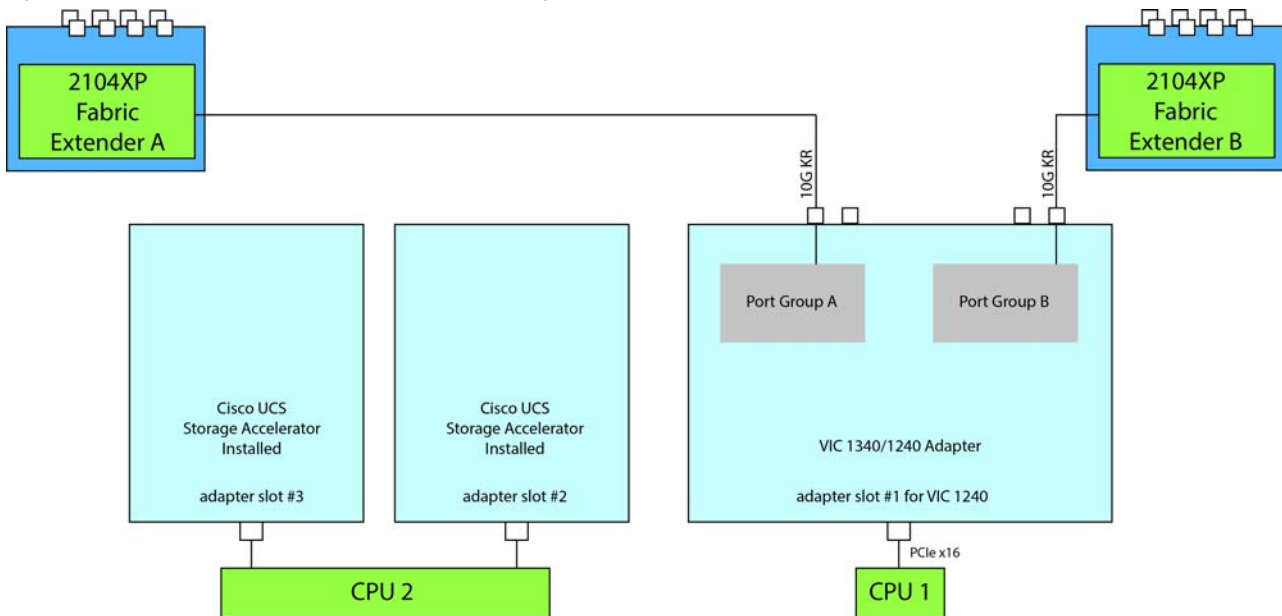 2104XP
Fabric
Extender A
2104XP
Fabric
Extender B
10G KR
10G KR
Port Group A
Port Group B
Cisco UCS
Storage Accelerator
Installed
adapter slot #3
Cisco UCS
Storage Accelerator
Installed
adapter slot #2
VIC 1340/1240 Adapter
adapter slot #1 for VIC 1240
PCIe x16
CPU 2
CPU 1